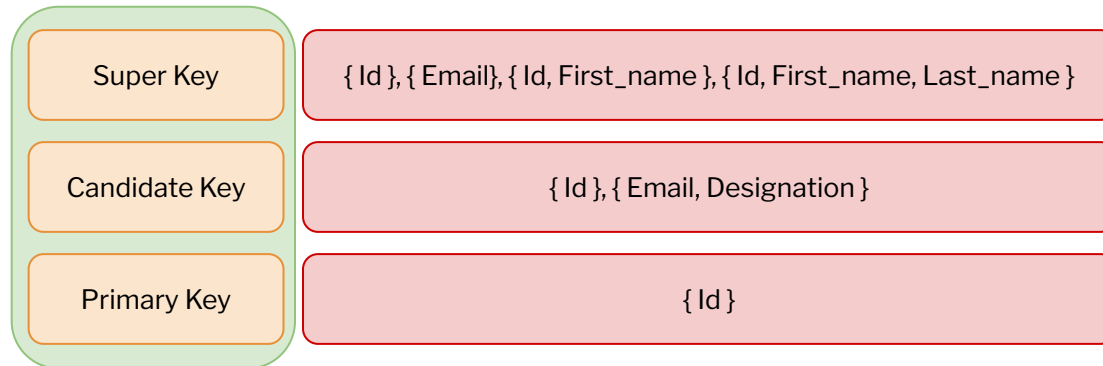 Super Key
{ Id }, { Email}, { Id, First_name }, { Id, First_name, Last_name }
Candidate Key
{ Id }, { Email, Designation }
Primary Key
{ Id }